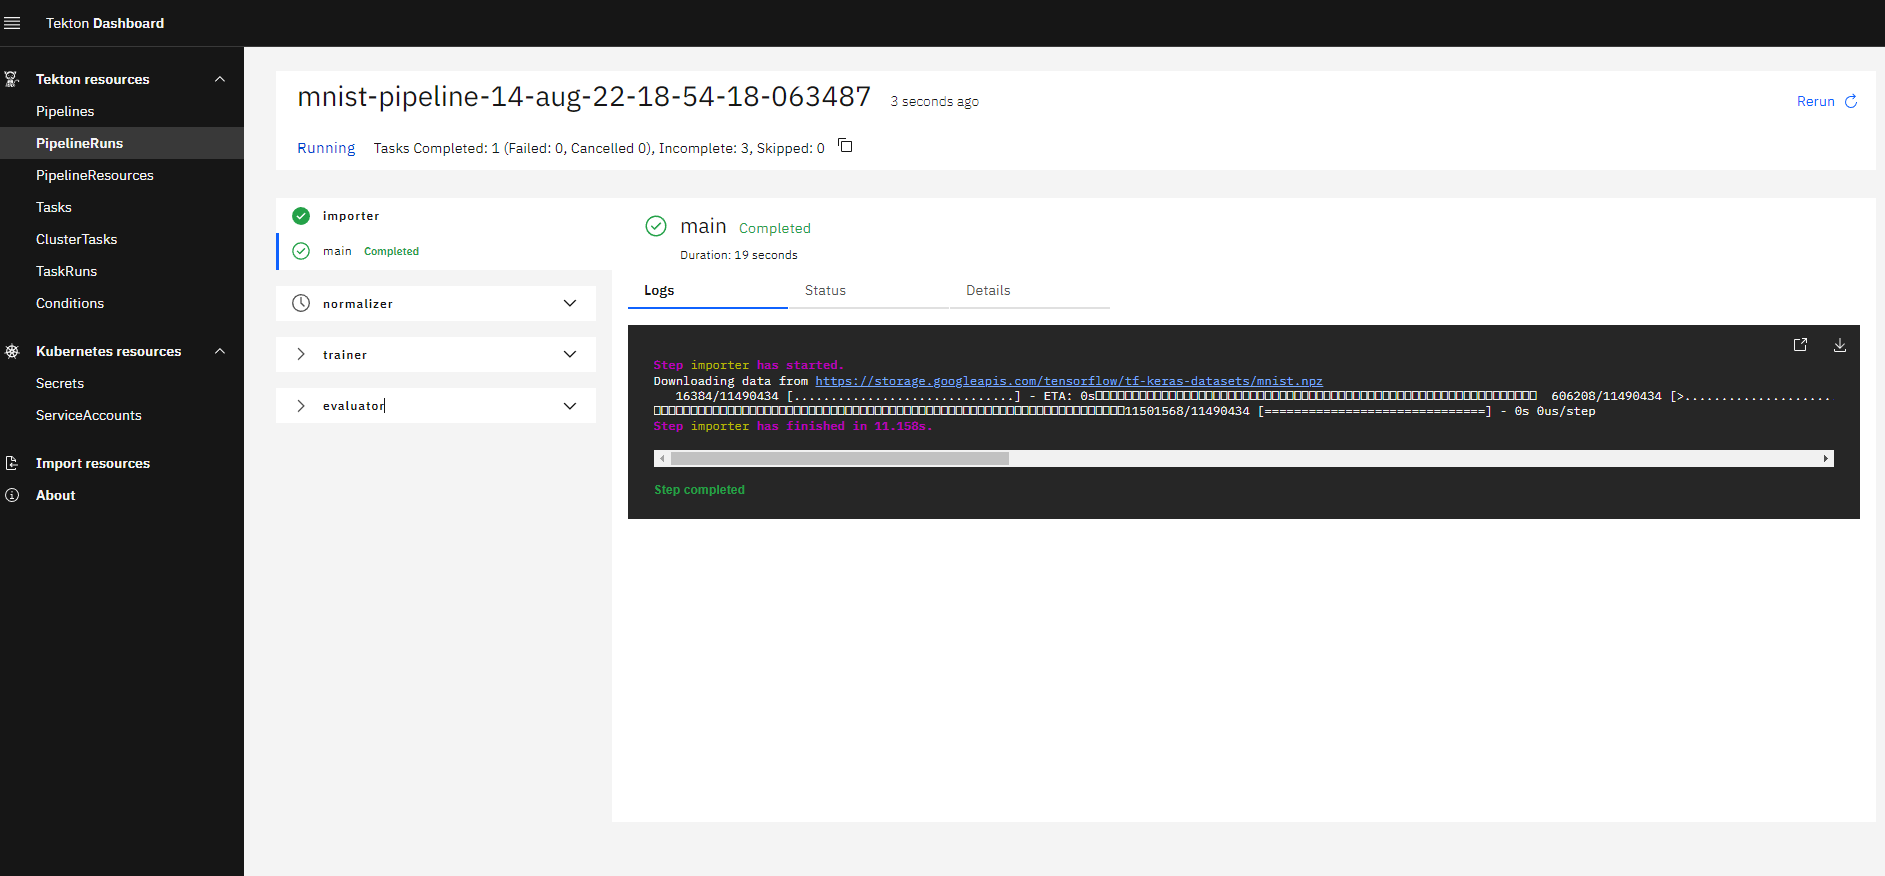 Tekton Dashboard
Tekton resources
Pipelines
PipelineRuns
PipelineResources
Tasks
ClusterTasks
TaskRuns
Conditions
Kubernetes resources
Secrets
ServiceAccounts
Import resources
About
mnist-pipeline-14-aug-22-18-54-18-063487 3 seconds ago
Rerun
Running Tasks Completed: 1 (Failed: 0, Cancelled 0), Incomplete: 3, Skipped: 0
importer
main Completed
normalizer
trainer
evaluator
main Completed
Duration: 19 seconds
Logs Status Details
Step importer has started.
Downloading data from https://storage.googleapis.com/tensorflow/tf-keras-datasets/mnist.npz
16384/11490434 [..............................] - ETA: 0s 606208/11490434 [>....................
11501568/11490434 [==============================] - 0s 0us/step
Step importer has finished in 11.158s.
Step completed